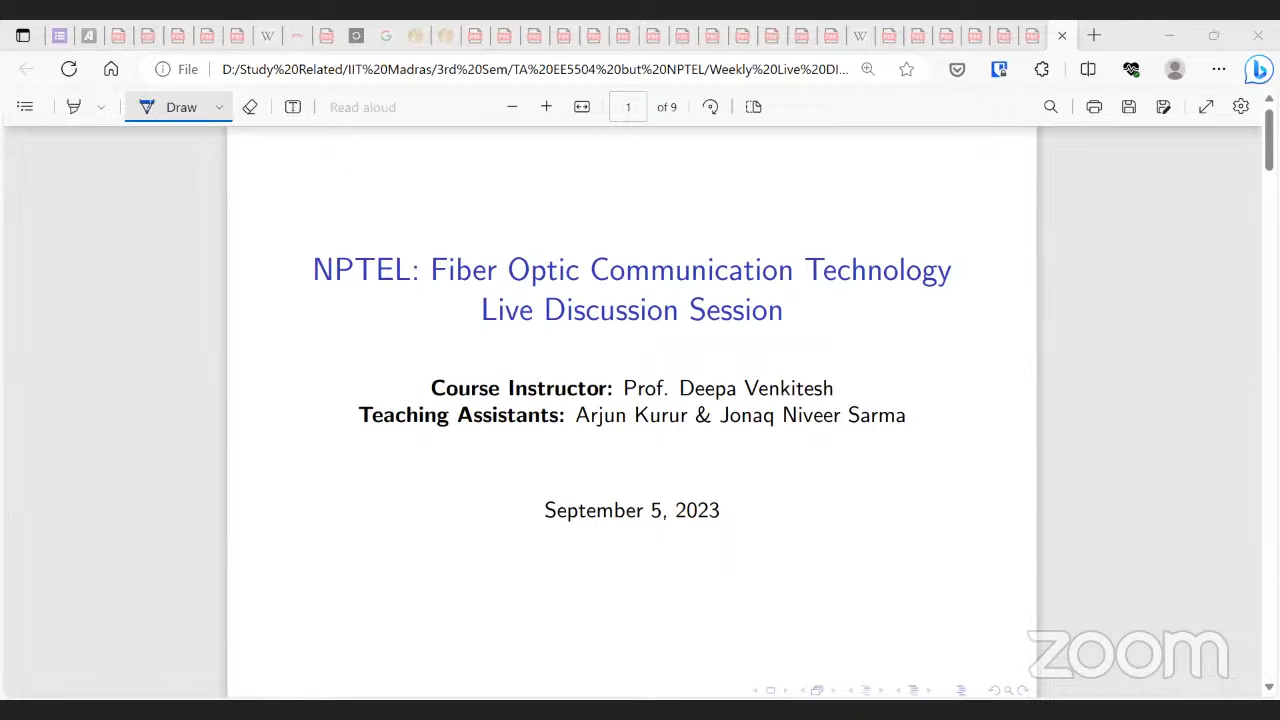 File
D:/Study%20Related/IIT%20Madras/3rd%20Sem/TA%20EE5504%20but%20NPTEL/Weekly%20Live%20DI...
Draw
Read aloud
1
of 9
NPTEL: Fiber Optic Communication Technology
Live Discussion Session
Course Instructor: Prof. Deepa Venkitesh
Teaching Assistants: Arjun Kurur & Jonaq Niveer Sarma
September 5, 2023
zoom